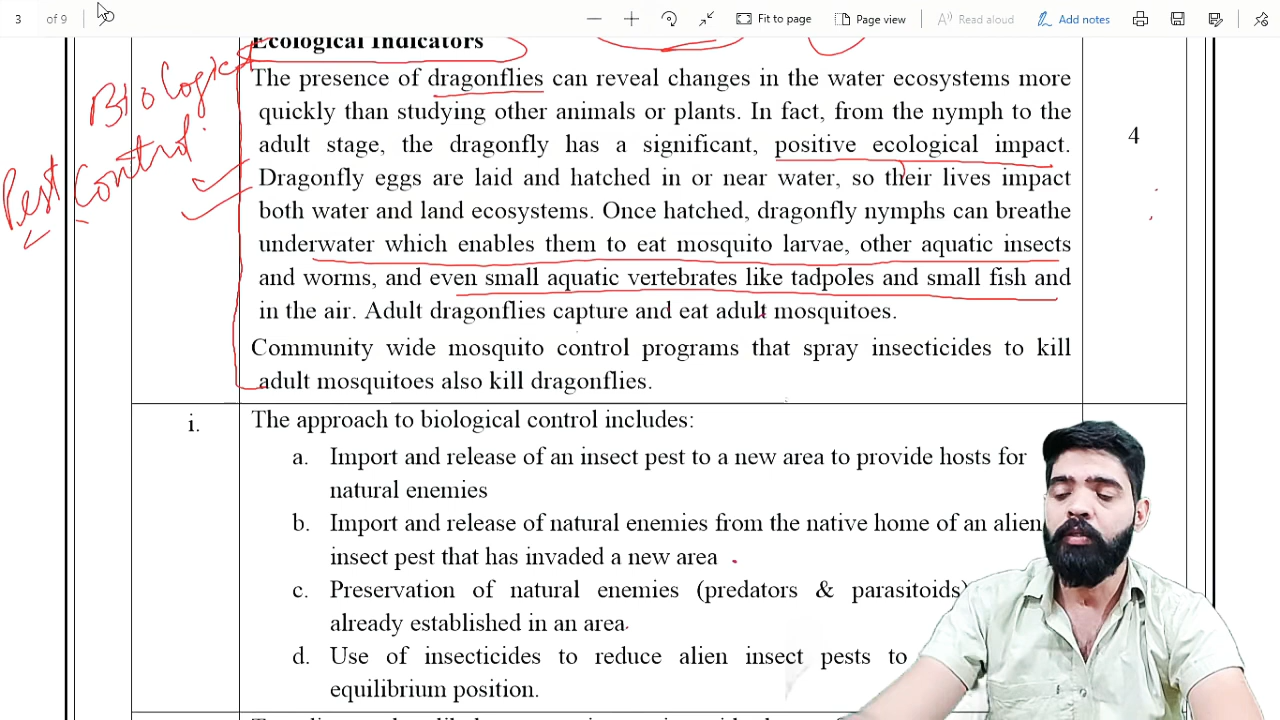 3 of 9 Fit to page Page view Read aloud Add notes
Ecological Indicators
The presence of dragonflies can reveal changes in the water ecosystems more
quickly than studying other animals or plants. In fact, from the nymph to the
adult stage, the dragonfly has a significant, positive ecological impact.
Dragonfly eggs are laid and hatched in or near water, so their lives impact
both water and land ecosystems. Once hatched, dragonfly nymphs can breathe
underwater which enables them to eat mosquito larvae, other aquatic insects
and worms, and even small aquatic vertebrates like tadpoles and small fish and
in the air. Adult dragonflies capture and eat adult mosquitoes.
Community wide mosquito control programs that spray insecticides to kill
adult mosquitoes also kill dragonflies.
4
Biological
Pest Control
i. The approach to biological control includes:
a. Import and release of an insect pest to a new area to provide hosts for
natural enemies
b. Import and release of natural enemies from the native home of an alien
insect pest that has invaded a new area
c. Preservation of natural enemies (predators & parasitoids)
already established in an area
d. Use of insecticides to reduce alien insect pests to
equilibrium position.